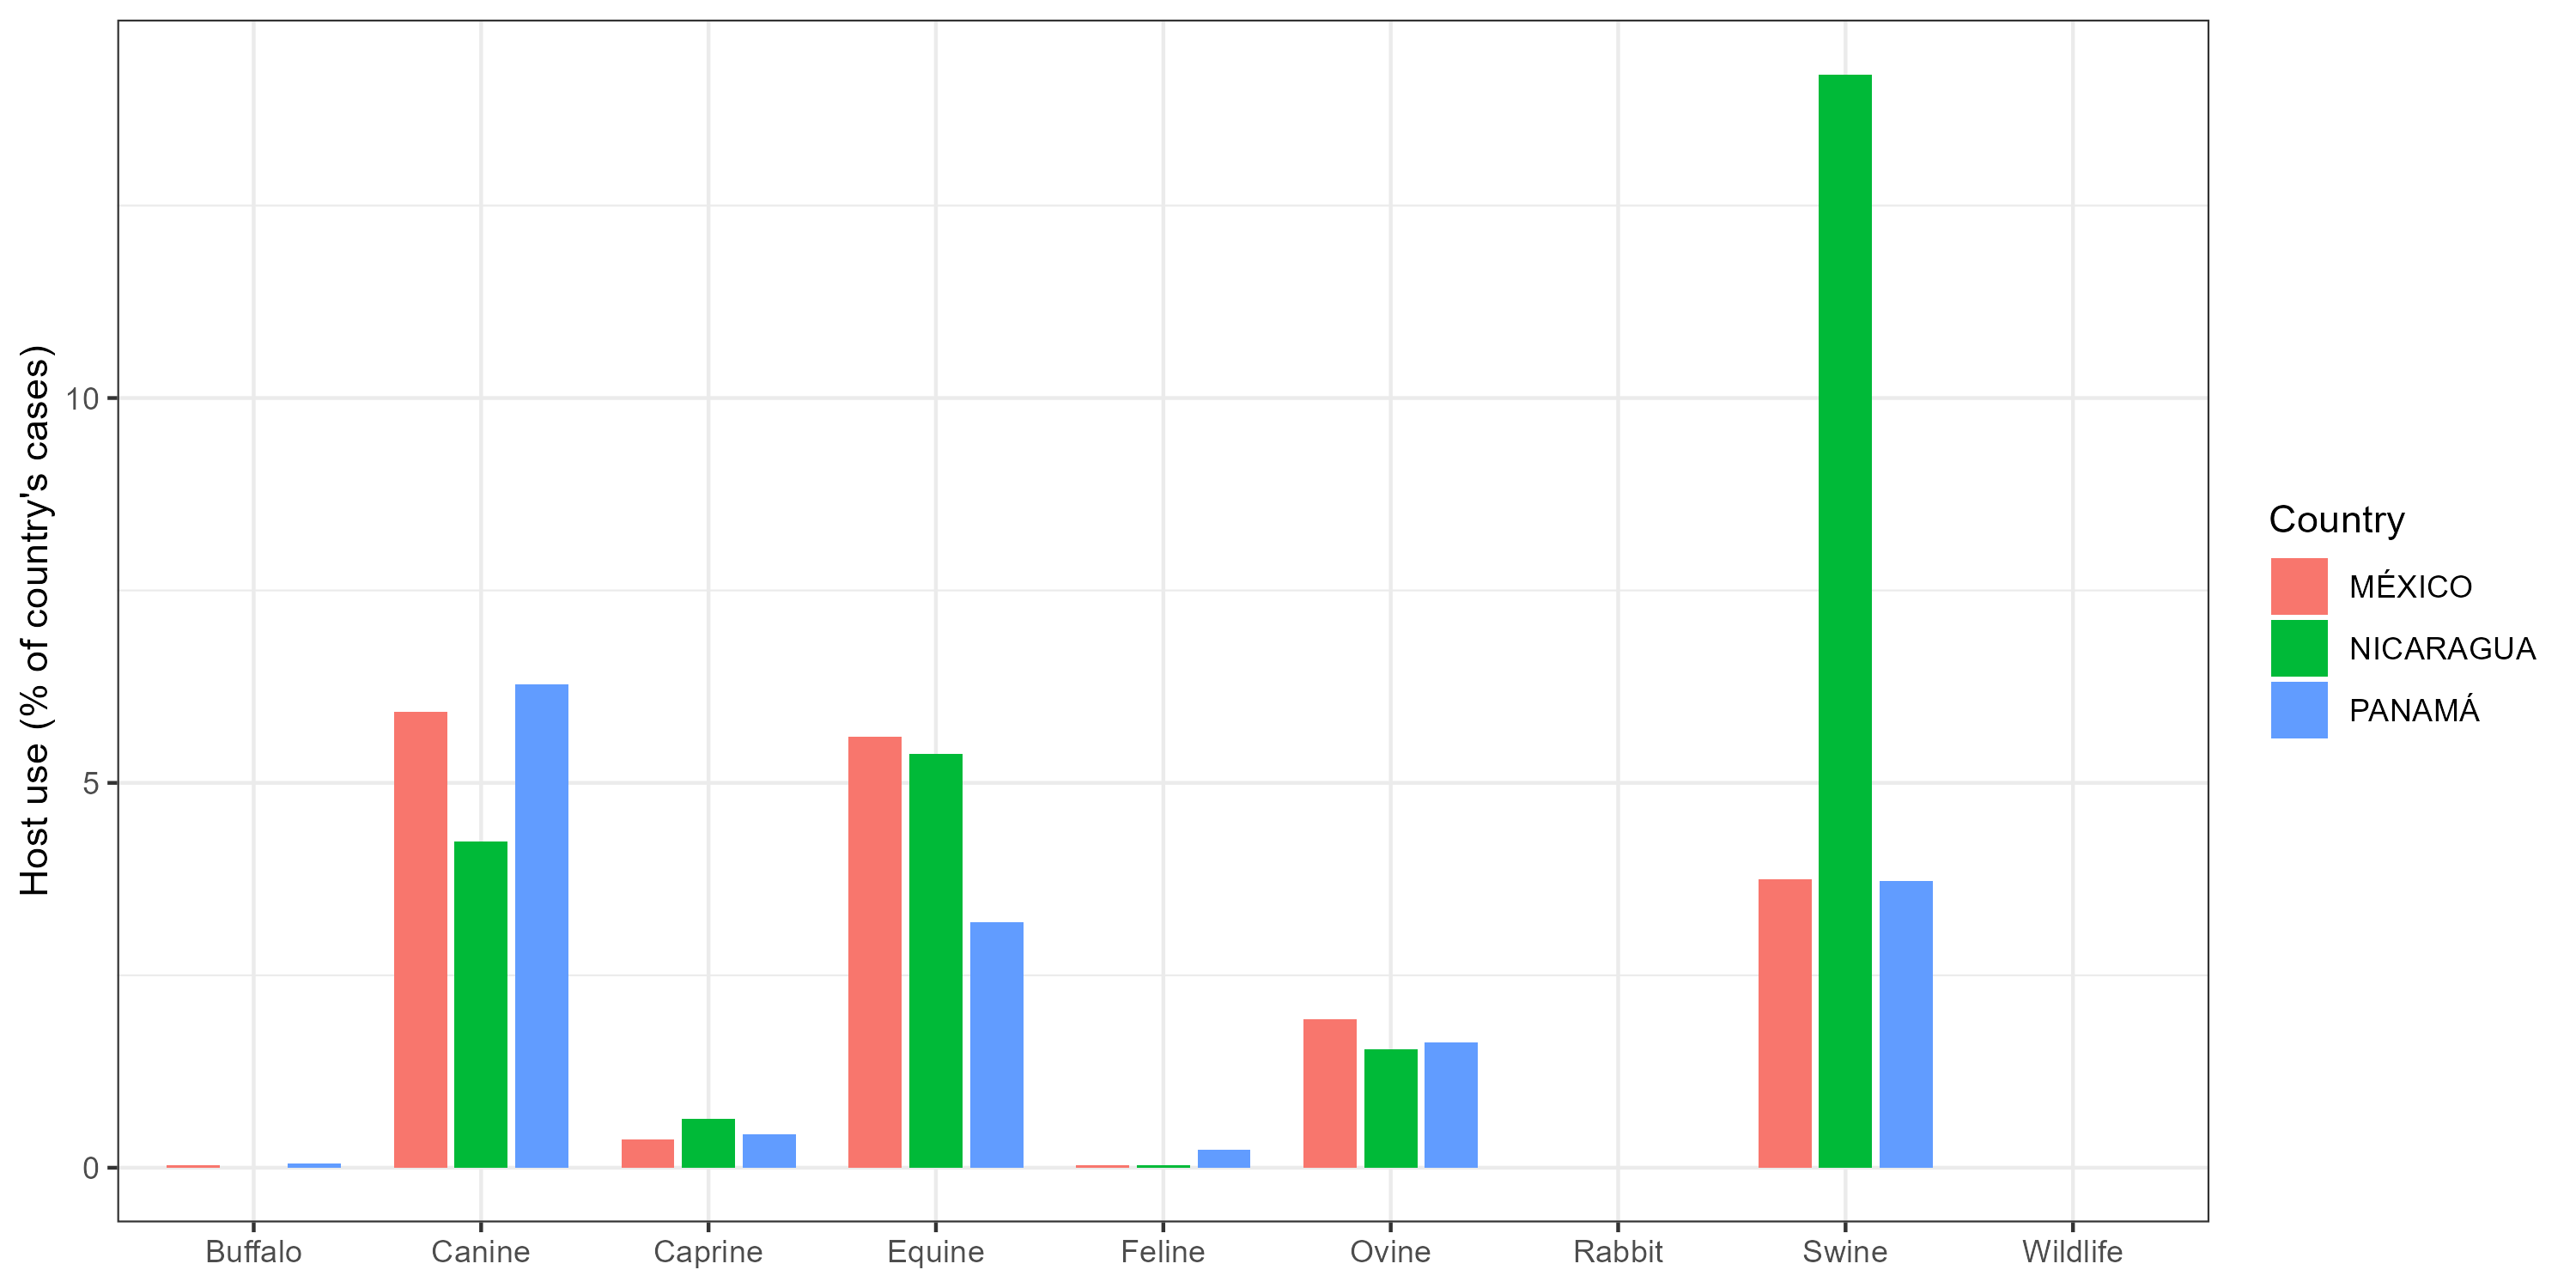 Host use (% of country's cases)
10
5
0
Buffalo Canine Caprine Equine Feline Ovine Rabbit Swine Wildlife
Country
MÉXICO
NICARAGUA
PANAMÁ